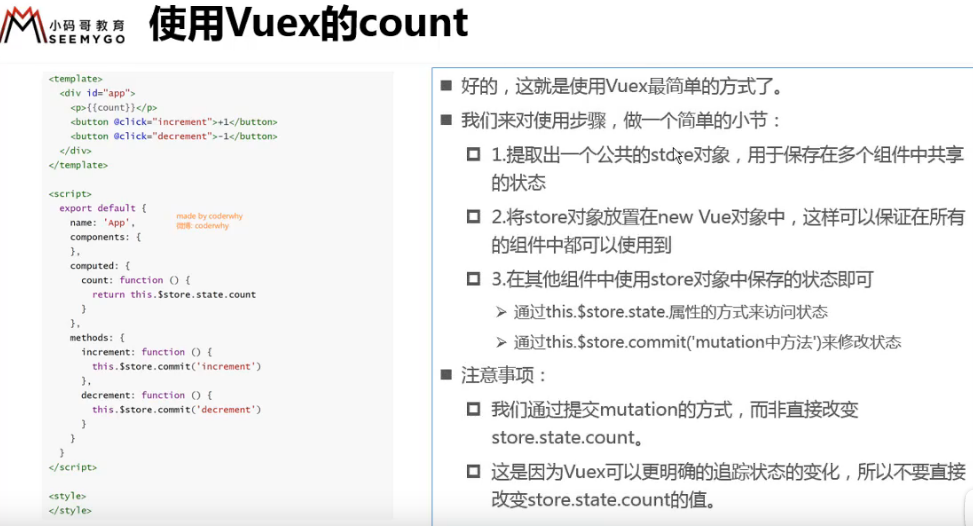 小码哥教育
SEEMYGO
使用Vuex的count
<template>
<div id="app">
<p>{{count}}</p>
<button @click="increment">+1</button>
<button @click="decrement">-1</button>
</div>
</template>
<script>
export default {
name: 'App',
components: {
},
computed: {
count: function () {
return this.$store.state.count
}
},
methods: {
increment: function () {
this.$store.commit('increment')
},
decrement: function () {
this.$store.commit('decrement')
}
}
}
</script>
<style>
</style>
made by coderwhy
微博: coderwhy
■ 好的，这就是使用Vuex最简单的方式了。
■ 我们来对使用步骤，做一个简单的小节：
1.提取出一个公共的store对象，用于保存在多个组件中共享
的状态
2.将store对象放置在new Vue对象中，这样可以保证在所有
的组件中都可以使用到
3.在其他组件中使用store对象中保存的状态即可
➢ 通过this.$store.state.属性的方式来访问状态
➢ 通过this.$store.commit('mutation中方法')来修改状态
■ 注意事项：
我们通过提交mutation的方式，而非直接改变
store.state.count。
这是因为Vuex可以更明确的追踪状态的变化，所以不要直接
改变store.state.count的值。